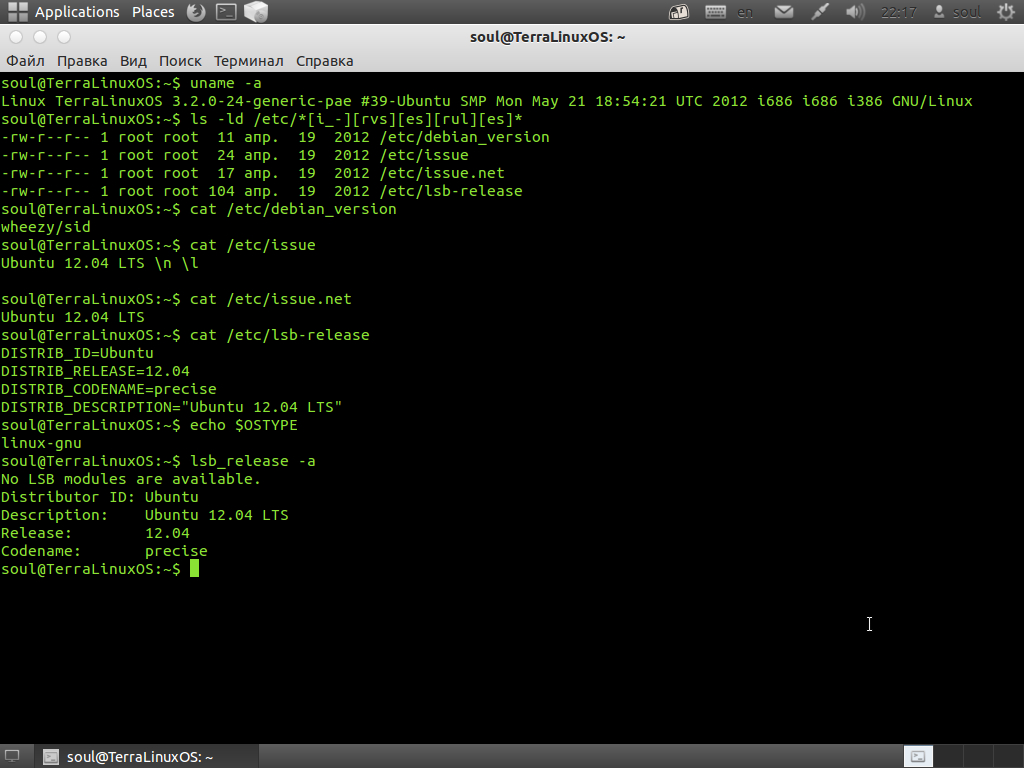 Applications Places en 22:17 soul
soul@TerraLinuxOS: ~
Файл Правка Вид Поиск Терминал Справка
soul@TerraLinuxOS:~$ uname -a
Linux TerraLinuxOS 3.2.0-24-generic-pae #39-Ubuntu SMP Mon May 21 18:54:21 UTC 2012 i686 i686 i386 GNU/Linux
soul@TerraLinuxOS:~$ ls -ld /etc/*[i_-][rvs][es][rul][es]*
-rw-r--r-- 1 root root  11 апр.  19  2012 /etc/debian_version
-rw-r--r-- 1 root root  24 апр.  19  2012 /etc/issue
-rw-r--r-- 1 root root  17 апр.  19  2012 /etc/issue.net
-rw-r--r-- 1 root root 104 апр.  19  2012 /etc/lsb-release
soul@TerraLinuxOS:~$ cat /etc/debian_version
wheezy/sid
soul@TerraLinuxOS:~$ cat /etc/issue
Ubuntu 12.04 LTS \n \l
soul@TerraLinuxOS:~$ cat /etc/issue.net
Ubuntu 12.04 LTS
soul@TerraLinuxOS:~$ cat /etc/lsb-release
DISTRIB_ID=Ubuntu
DISTRIB_RELEASE=12.04
DISTRIB_CODENAME=precise
DISTRIB_DESCRIPTION="Ubuntu 12.04 LTS"
soul@TerraLinuxOS:~$ echo $OSTYPE
linux-gnu
soul@TerraLinuxOS:~$ lsb_release -a
No LSB modules are available.
Distributor ID: Ubuntu
Description:    Ubuntu 12.04 LTS
Release:        12.04
Codename:       precise
soul@TerraLinuxOS:~$
soul@TerraLinuxOS: ~